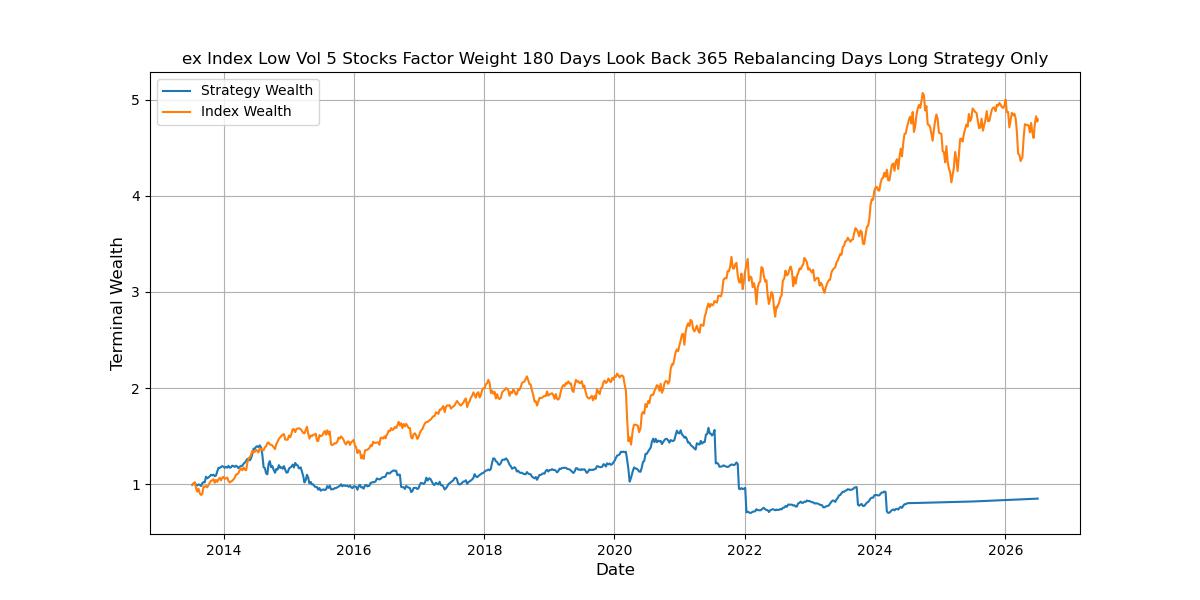 ex Index Low Vol 5 Stocks Factor Weight 180 Days Look Back 365 Rebalancing Days Long Strategy Only
Strategy Wealth
Index Wealth
5
4
3
2
1
Terminal Wealth
2014 2016 2018 2020 2022 2024 2026
Date